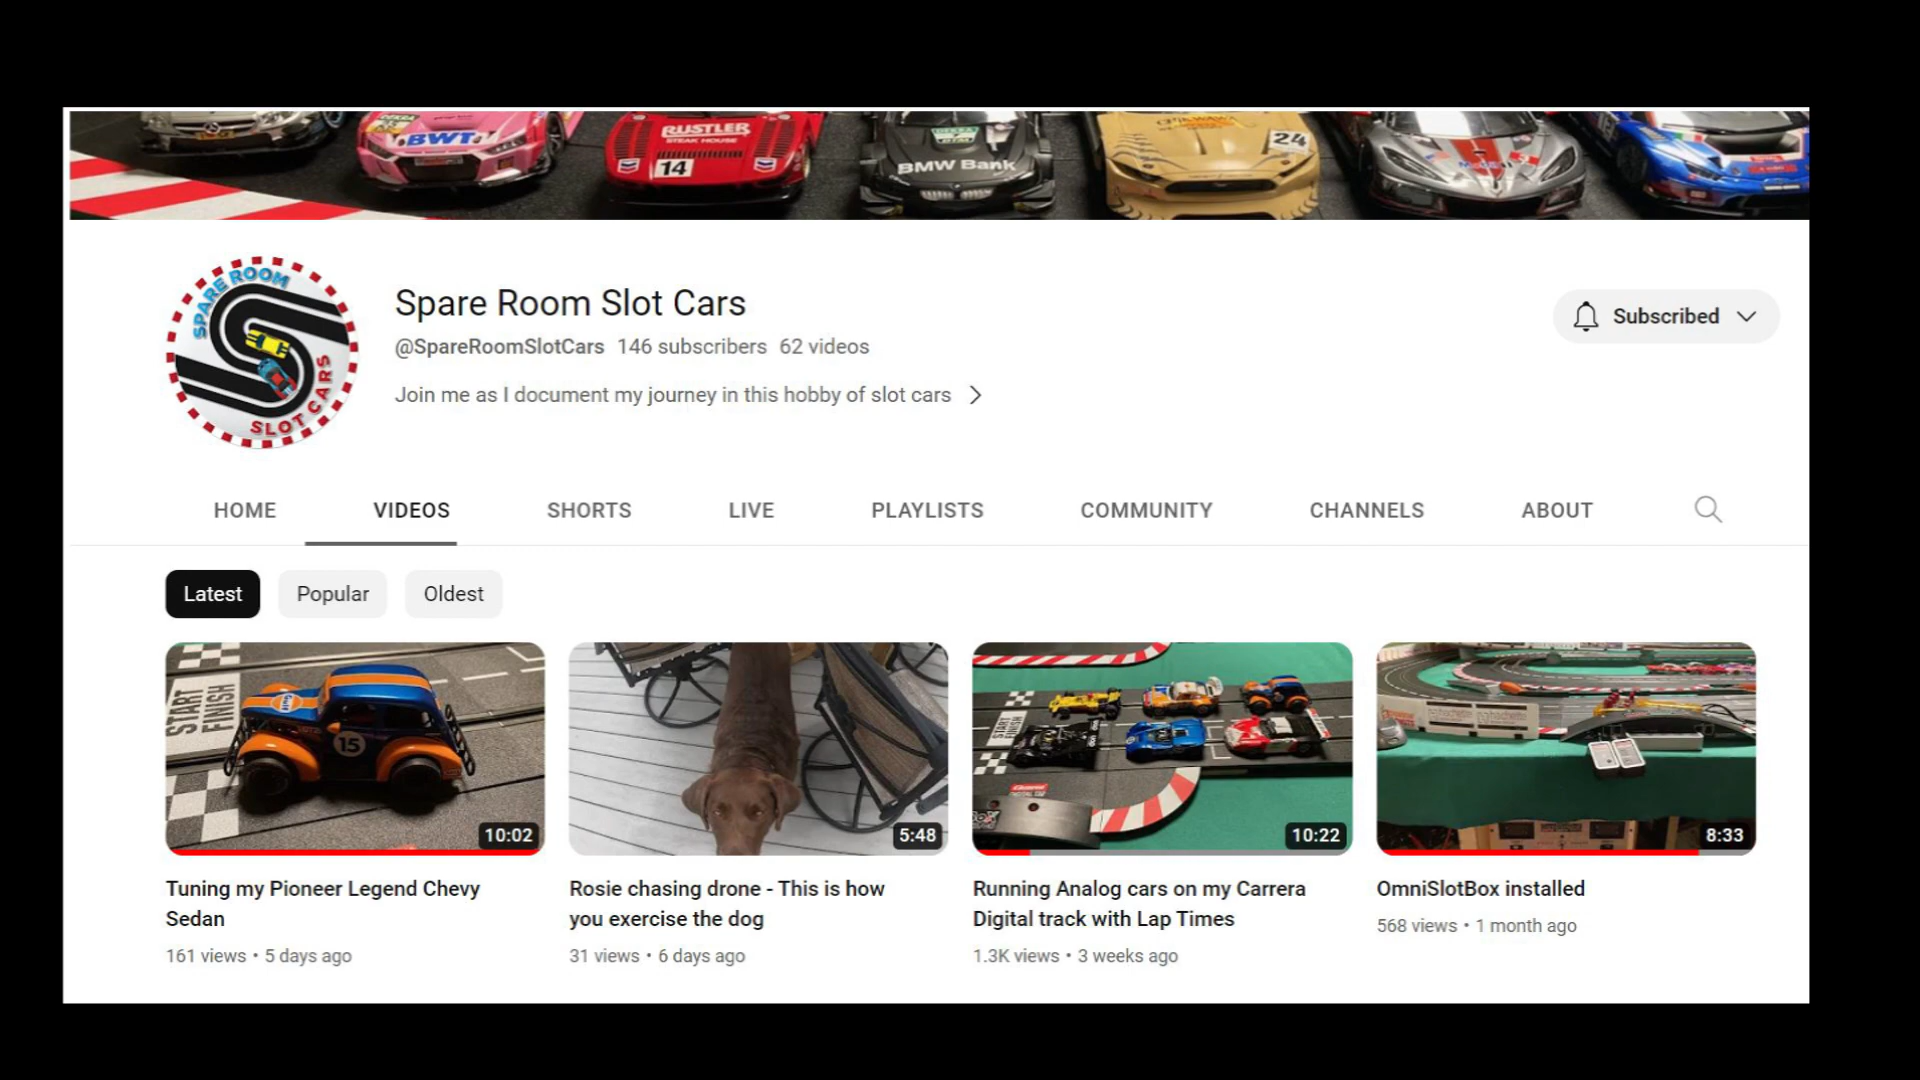 BWT
RUSTLER
STEAK HOUSE
14
BMW Bank
24
SPARE ROOM
SLOT CARS
Spare Room Slot Cars
@SpareRoomSlotCars 146 subscribers 62 videos
Join me as I document my journey in this hobby of slot cars
Subscribed
HOME VIDEOS SHORTS LIVE PLAYLISTS COMMUNITY CHANNELS ABOUT
Latest Popular Oldest
START
FINISH
Gulf
15
10:02
5:48
START
FINISH
10:22
8:33
Tuning my Pioneer Legend Chevy
Sedan
161 views • 5 days ago
Rosie chasing drone - This is how
you exercise the dog
31 views • 6 days ago
Running Analog cars on my Carrera
Digital track with Lap Times
1.3K views • 3 weeks ago
OmniSlotBox installed
568 views • 1 month ago